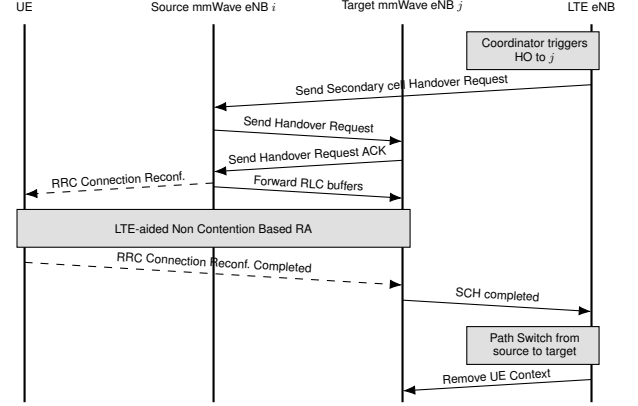 UE Source mmWave eNB i Target mmWave eNB j LTE eNB
Coordinator triggers
HO to j
Send Secondary cell Handover Request
Send Handover Request
Send Handover Request ACK
RRC Connection Reconf.
Forward RLC buffers
LTE-aided Non Contention Based RA
RRC Connection Reconf. Completed
SCH completed
Path Switch from
source to target
Remove UE Context